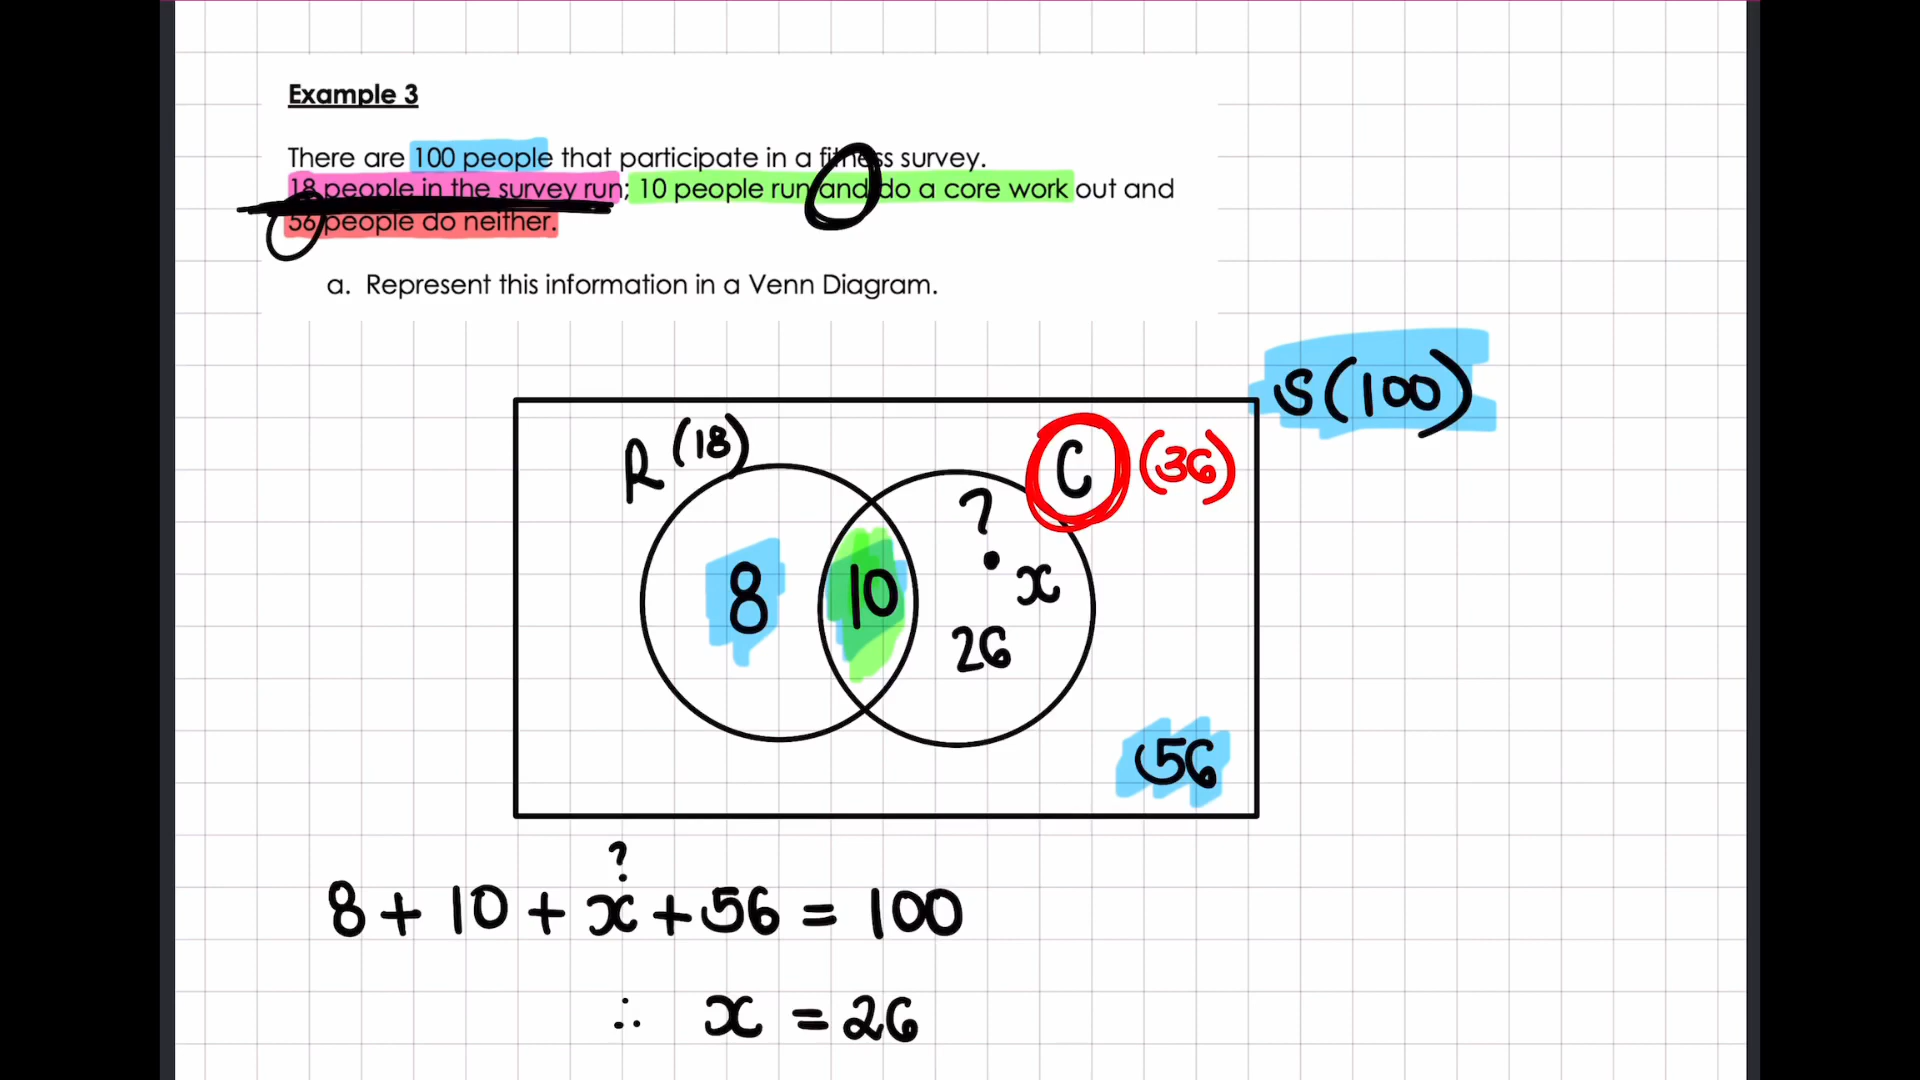 Example 3
There are 100 people that participate in a fitness survey.
18 people in the survey run; 10 people run and do a core work out and
56 people do neither.
a. Represent this information in a Venn Diagram.
S(100)
R (18)
C (36)
?
8 10 x
26
56
?
8 + 10 + x + 56 = 100
∴ x = 26